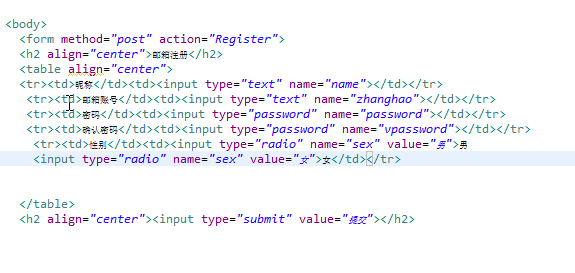 <body>
<form method="post" action="Register">
<h2 align="center">邮箱注册</h2>
<table align="center">
<tr><td>昵称</td><td><input type="text" name="name"></td></tr>
<tr><td>邮箱账号</td><td><input type="text" name="zhanghao"></td></tr>
<tr><td>密码</td><td><input type="password" name="password"></td></tr>
<tr><td>确认密码</td><td><input type="password" name="vpassword"></td></tr>
<tr><td>性别</td><td><input type="radio" name="sex" value="男">男
<input type="radio" name="sex" value="女">女</td></tr>
</table>
<h2 align="center"><input type="submit" value="提交"></h2>